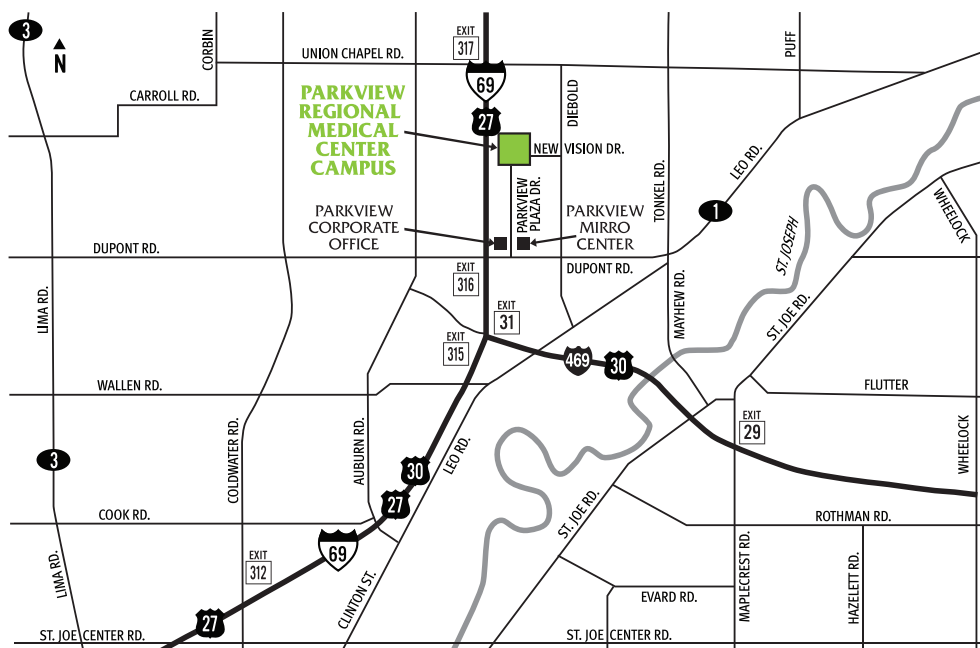 3
N
CORBIN
UNION CHAPEL RD.
EXIT
317
69
27
PUFF
CARROLL RD.
PARKVIEW
REGIONAL
MEDICAL
CENTER
CAMPUS
DIEBOLD
NEW VISION DR.
PARKVIEW
PLAZA DR.
TONKEL RD.
LEO RD.
1
WHEELOCK
PARKVIEW
CORPORATE
OFFICE
PARKVIEW
MIRRO
CENTER
ST. JOSEPH
DUPONT RD.
DUPONT RD.
EXIT
316
LIMA RD.
EXIT
31
MAYHEW RD.
ST. JOE RD.
EXIT
315
469
30
WALLEN RD.
FLUTTER
EXIT
29
COLDWATER RD.
AUBURN RD.
LEO RD.
WHEELOCK
3
30
27
COOK RD.
ST. JOE RD.
ROTHMAN RD.
69
EXIT
312
LIMA RD.
CLINTON ST.
MAPLECREST RD.
HAZELETT RD.
EVARD RD.
27
ST. JOE CENTER RD.
ST. JOE CENTER RD.